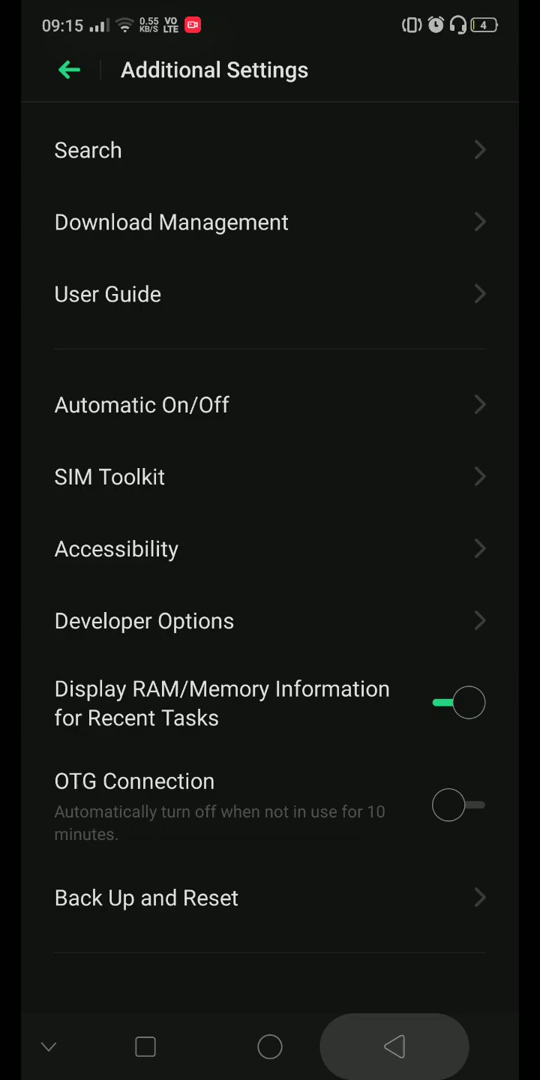 09:15 0.55 KB/S VO LTE 4
Additional Settings
Search
Download Management
User Guide
Automatic On/Off
SIM Toolkit
Accessibility
Developer Options
Display RAM/Memory Information
for Recent Tasks
OTG Connection
Automatically turn off when not in use for 10
minutes.
Back Up and Reset